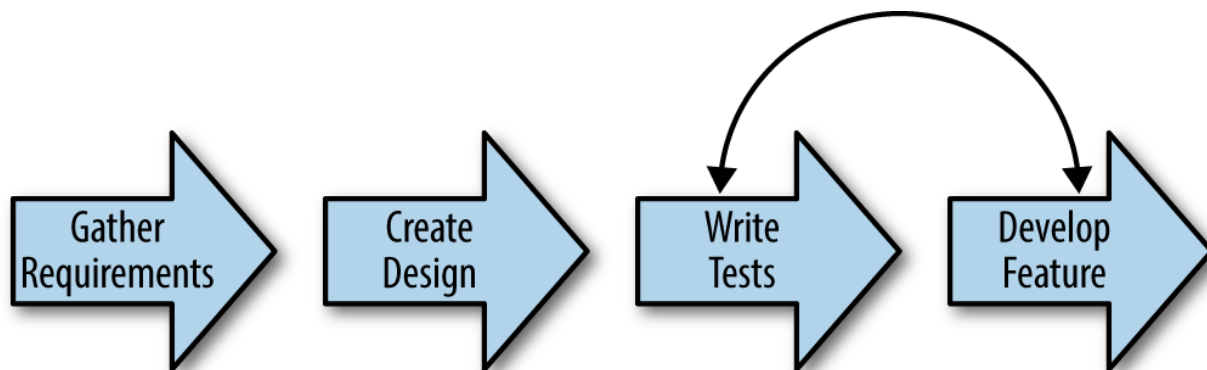 Gather
Requirements
Create
Design
Write
Tests
Develop
Feature